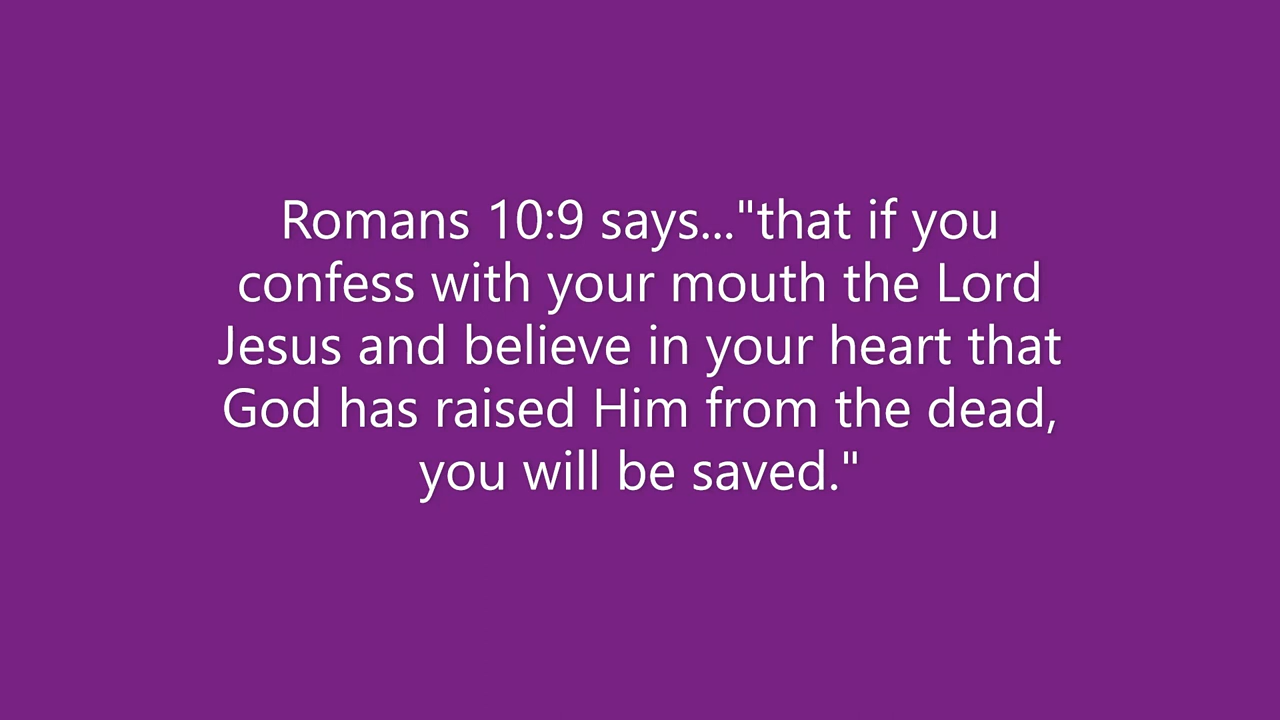 Romans 10:9 says..."that if you
confess with your mouth the Lord
Jesus and believe in your heart that
God has raised Him from the dead,
you will be saved."